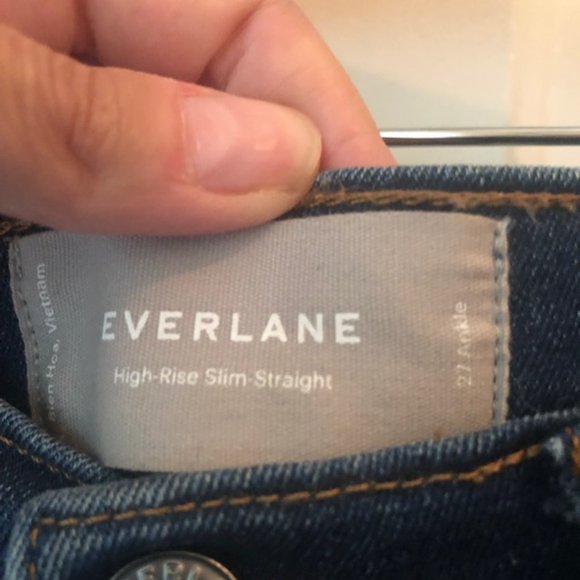 EVERLANE
High-Rise Slim-Straight
Hoa, Vietnam
27 Ankle